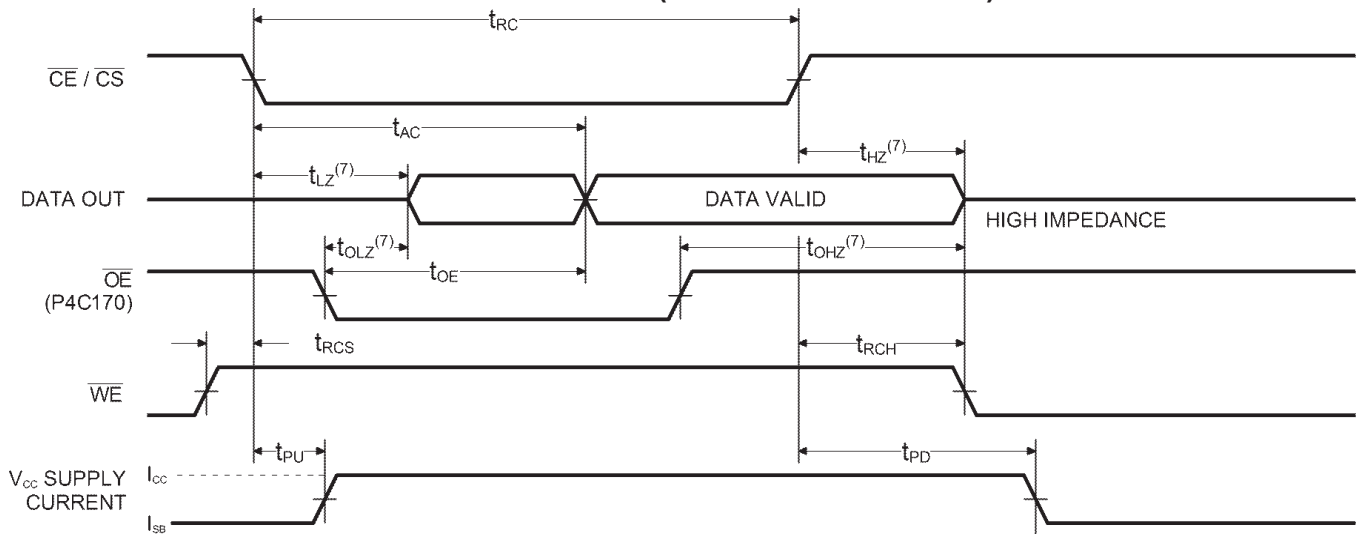 tRC
CE / CS
tAC
tLZ(7)
tHZ(7)
DATA OUT
DATA VALID
HIGH IMPEDANCE
tOLZ(7)
tOHZ(7)
OE
(P4C170)
tOE
tRCS
tRCH
WE
tPU
tPD
VCC SUPPLY
CURRENT
ICC
ISB